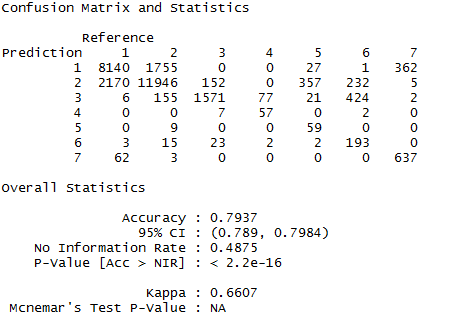 Confusion Matrix and Statistics
Reference
Prediction 1 2 3 4 5 6 7
1 8140 1755 0 0 27 1 362
2 2170 11946 152 0 357 232 5
3 6 155 1571 77 21 424 2
4 0 0 7 57 0 2 0
5 0 9 0 0 59 0 0
6 3 15 23 2 2 193 0
7 62 3 0 0 0 0 637
Overall Statistics
Accuracy : 0.7937
95% CI : (0.789, 0.7984)
No Information Rate : 0.4875
P-Value [Acc > NIR] : < 2.2e-16
Kappa : 0.6607
Mcnemar's Test P-Value : NA